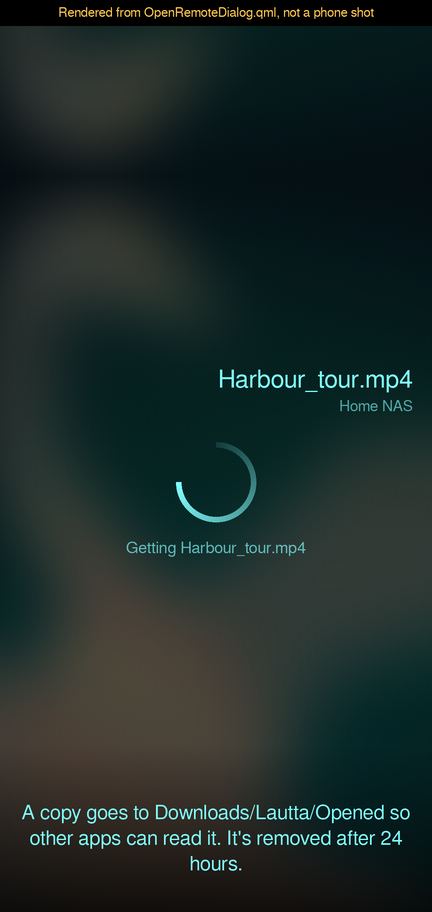 Rendered from OpenRemoteDialog.qml, not a phone shot
Harbour_tour.mp4
Home NAS
Getting Harbour_tour.mp4
A copy goes to Downloads/Lautta/Opened so
other apps can read it. It's removed after 24
hours.